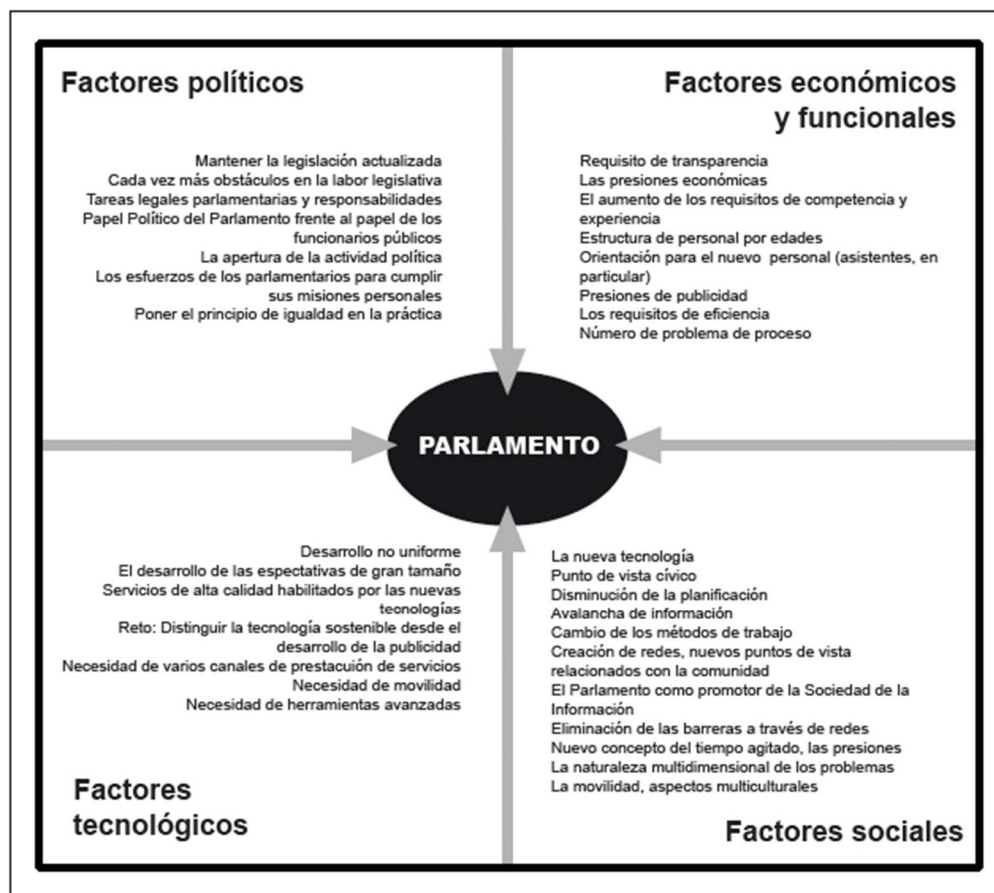 Factores políticos
Mantener la legislación actualizada
Cada vez más obstáculos en la labor legislativa
Tareas legales parlamentarias y responsabilidades
Papel Político del Parlamento frente al papel de los
funcionarios públicos
La apertura de la actividad política
Los esfuerzos de los parlamentarios para cumplir
sus misiones personales
Poner el principio de igualdad en la práctica
Factores económicos
y funcionales
Requisito de transparencia
Las presiones económicas
El aumento de los requisitos de competencia y
experiencia
Estructura de personal por edades
Orientación para el nuevo personal (asistentes, en
particular)
Presiones de publicidad
Los requisitos de eficiencia
Número de problema de proceso
PARLAMENTO
Desarrollo no uniforme
El desarrollo de las espectativas de gran tamaño
Servicios de alta calidad habilitados por las nuevas
tecnologías
Reto: Distinguir la tecnología sostenible desde el
desarrollo de la publicidad
Necesidad de varios canales de prestacuión de servicios
Necesidad de movilidad
Necesidad de herramientas avanzadas
Factores
tecnológicos
La nueva tecnología
Punto de vista cívico
Disminución de la planificación
Avalancha de información
Cambio de los métodos de trabajo
Creación de redes, nuevos puntos de vista
relacionados con la comunidad
El Parlamento como promotor de la Sociedad de la
Información
Eliminación de las barreras a través de redes
Nuevo concepto del tiempo agitado, las presiones
La naturaleza multidimensional de los problemas
La movilidad, aspectos multiculturales
Factores sociales